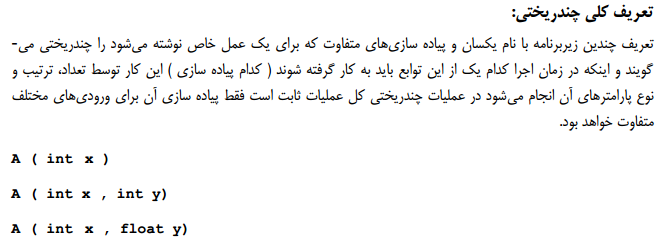 تعریف کلی چندریختی:
تعریف چندین زیربرنامه با نام یکسان و پیاده سازی‌های متفاوت که برای یک عمل خاص نوشته می‌شود را چندریختی می-
گویند و اینکه در زمان اجرا کدام یک از این توابع باید به کار گرفته شوند ( کدام پیاده سازی ) این کار توسط تعداد، ترتیب و
نوع پارامترهای آن انجام می‌شود در عملیات چندریختی کل عملیات ثابت است فقط پیاده سازی آن برای ورودی‌های مختلف
متفاوت خواهد بود.
A ( int x )
A ( int x , int y)
A ( int x , float y)